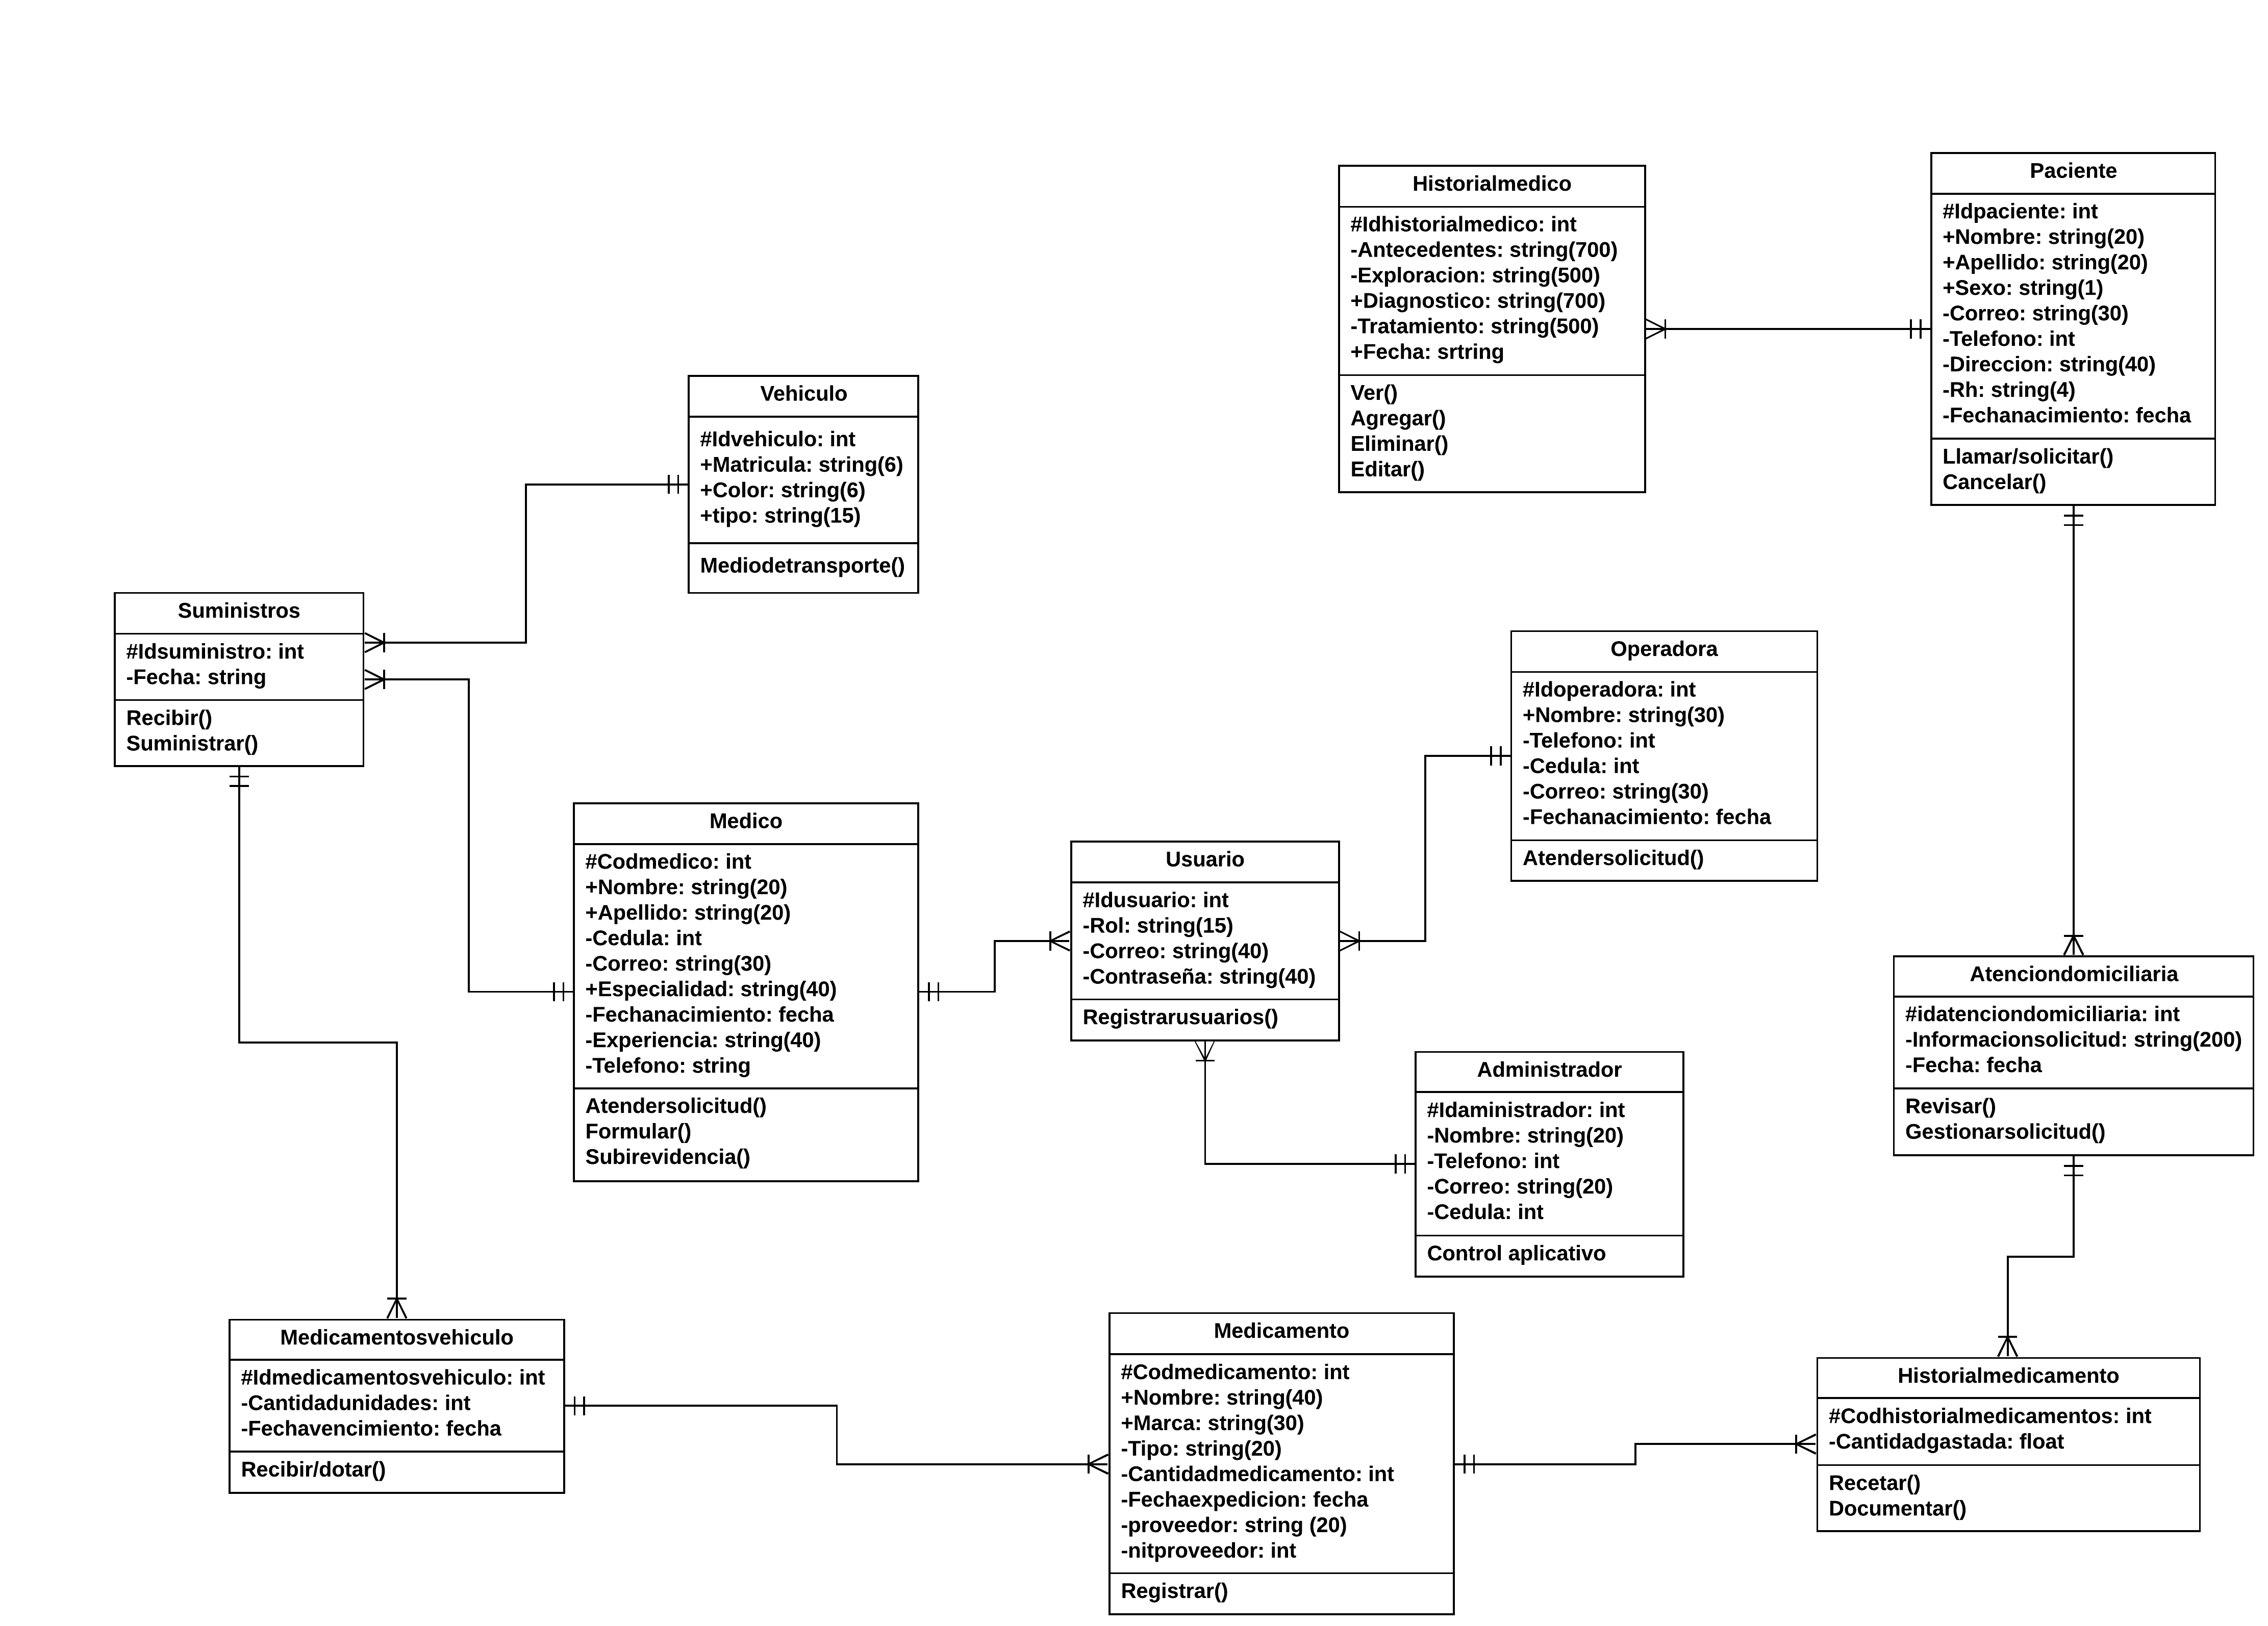 Historialmedico
#Idhistorialmedico: int
-Antecedentes: string(700)
-Exploracion: string(500)
+Diagnostico: string(700)
-Tratamiento: string(500)
+Fecha: srtring
Ver()
Agregar()
Eliminar()
Editar()
Paciente
#Idpaciente: int
+Nombre: string(20)
+Apellido: string(20)
+Sexo: string(1)
-Correo: string(30)
-Telefono: int
-Direccion: string(40)
-Rh: string(4)
-Fechanacimiento: fecha
Llamar/solicitar()
Cancelar()
Vehiculo
#Idvehiculo: int
+Matricula: string(6)
+Color: string(6)
+tipo: string(15)
Mediodetransporte()
Suministros
#Idsuministro: int
-Fecha: string
Recibir()
Suministrar()
Operadora
#Idoperadora: int
+Nombre: string(30)
-Telefono: int
-Cedula: int
-Correo: string(30)
-Fechanacimiento: fecha
Atendersolicitud()
Medico
#Codmedico: int
+Nombre: string(20)
+Apellido: string(20)
-Cedula: int
-Correo: string(30)
+Especialidad: string(40)
-Fechanacimiento: fecha
-Experiencia: string(40)
-Telefono: string
Atendersolicitud()
Formular()
Subirevidencia()
Usuario
#Idusuario: int
-Rol: string(15)
-Correo: string(40)
-Contraseña: string(40)
Registrarusuarios()
Atenciondomiciliaria
#idatenciondomiciliaria: int
-Informacionsolicitud: string(200)
-Fecha: fecha
Revisar()
Gestionarsolicitud()
Administrador
#Idaministrador: int
-Nombre: string(20)
-Telefono: int
-Correo: string(20)
-Cedula: int
Control aplicativo
Medicamentosvehiculo
#Idmedicamentosvehiculo: int
-Cantidadunidades: int
-Fechavencimiento: fecha
Recibir/dotar()
Medicamento
#Codmedicamento: int
+Nombre: string(40)
+Marca: string(30)
-Tipo: string(20)
-Cantidadmedicamento: int
-Fechaexpedicion: fecha
-proveedor: string (20)
-nitproveedor: int
Registrar()
Historialmedicamento
#Codhistorialmedicamentos: int
-Cantidadgastada: float
Recetar()
Documentar()